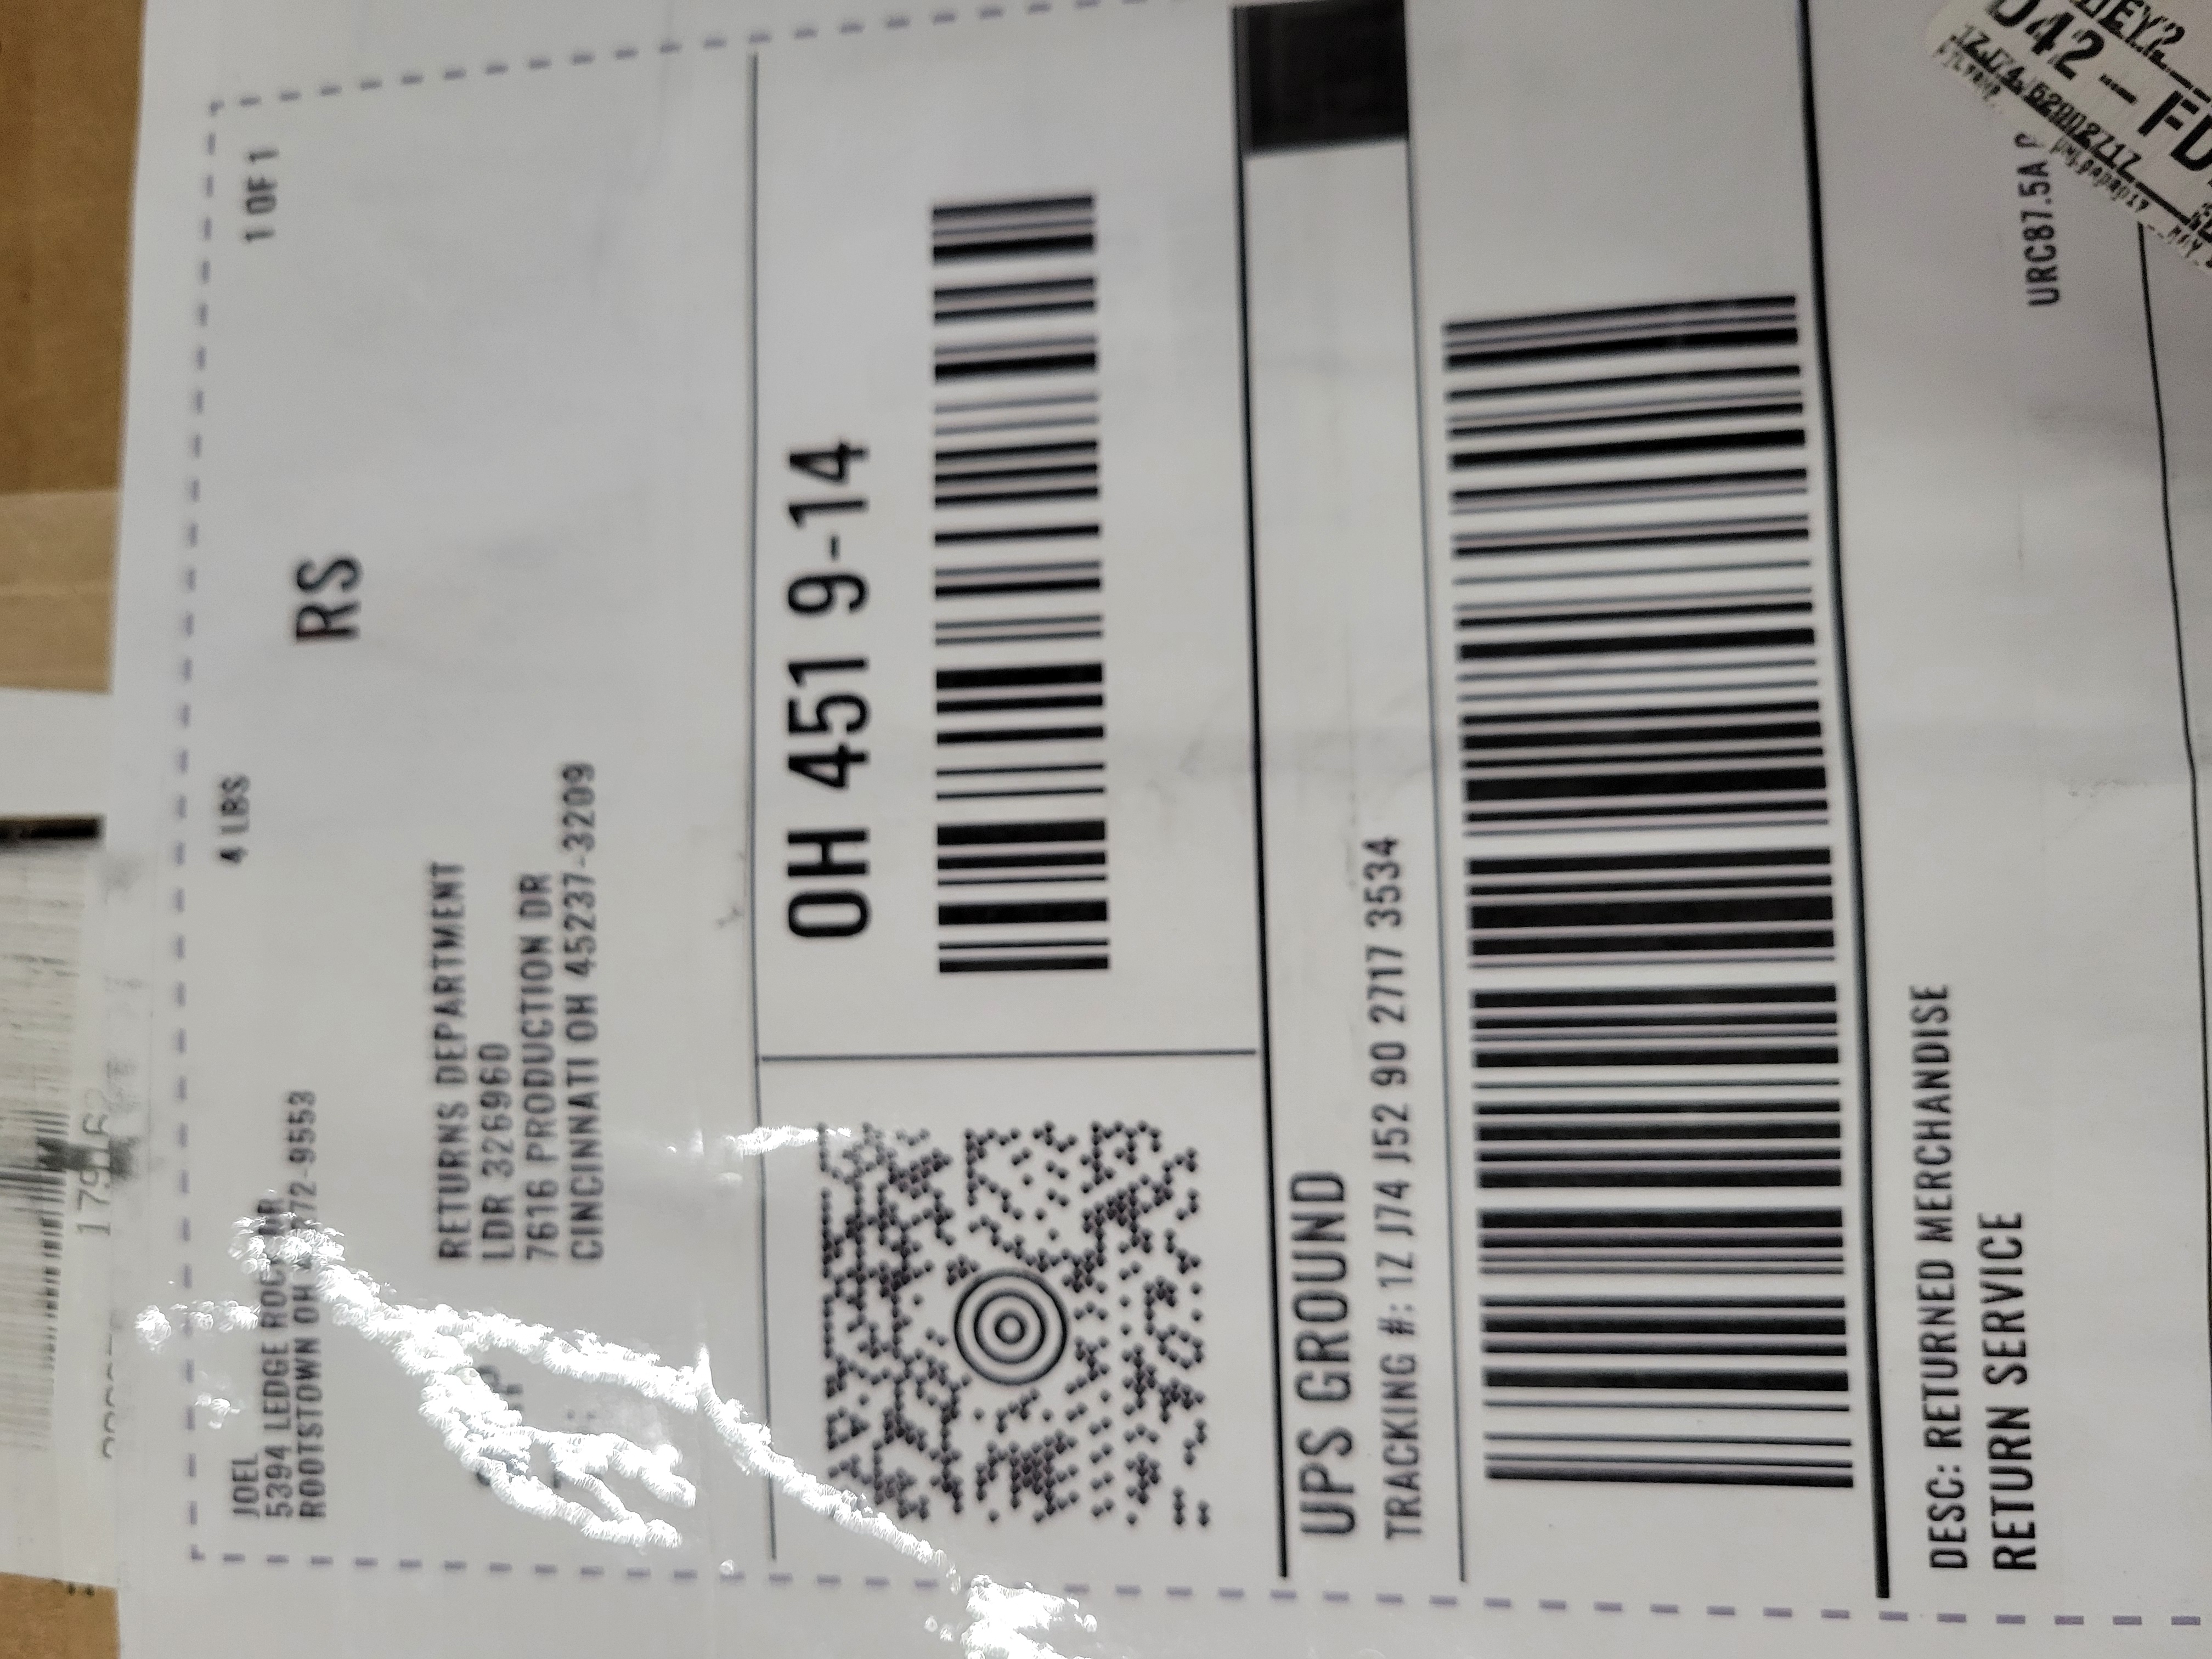 JOEL
5394 LEDGE ROCK DR
ROOTSTOWN OH 44272-9553
4 LBS
1 OF 1
RS
RETURNS DEPARTMENT
LDR 326960
7616 PRODUCTION DR
CINCINNATI OH 45237-3209
OH 451 9-14
UPS GROUND
TRACKING #: 1Z J74 J52 90 2717 3534
DESC: RETURNED MERCHANDISE
RETURN SERVICE
URC87.5A